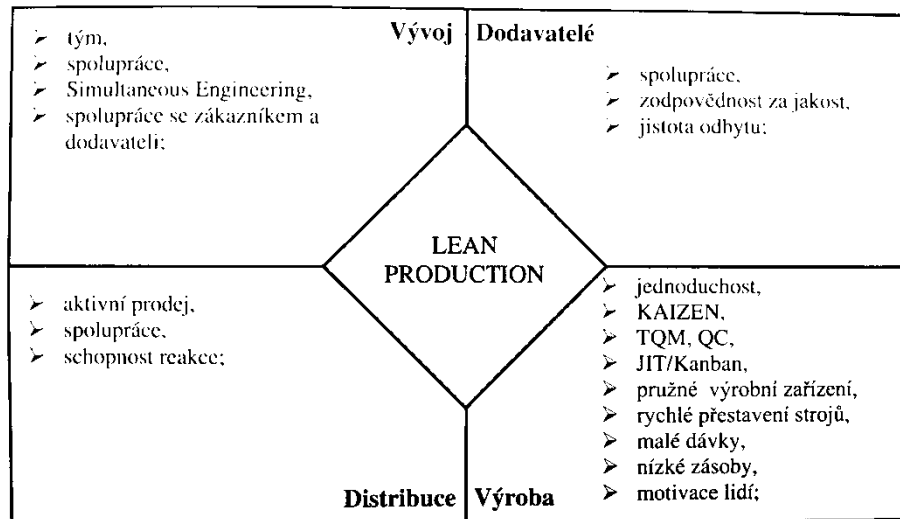 Vývoj
➢ tým,
➢ spolupráce,
➢ Simultaneous Engineering,
➢ spolupráce se zákazníkem a
dodavateli;
Dodavatelé
➢ spolupráce,
➢ zodpovědnost za jakost,
➢ jistota odbytu;
LEAN
PRODUCTION
➢ aktivní prodej,
➢ spolupráce,
➢ schopnost reakce;
Distribuce
➢ jednoduchost,
➢ KAIZEN,
➢ TQM, QC,
➢ JIT/Kanban,
➢ pružné výrobní zařízení,
➢ rychlé přestavení strojů,
➢ malé dávky,
➢ nízké zásoby,
➢ motivace lidí;
Výroba